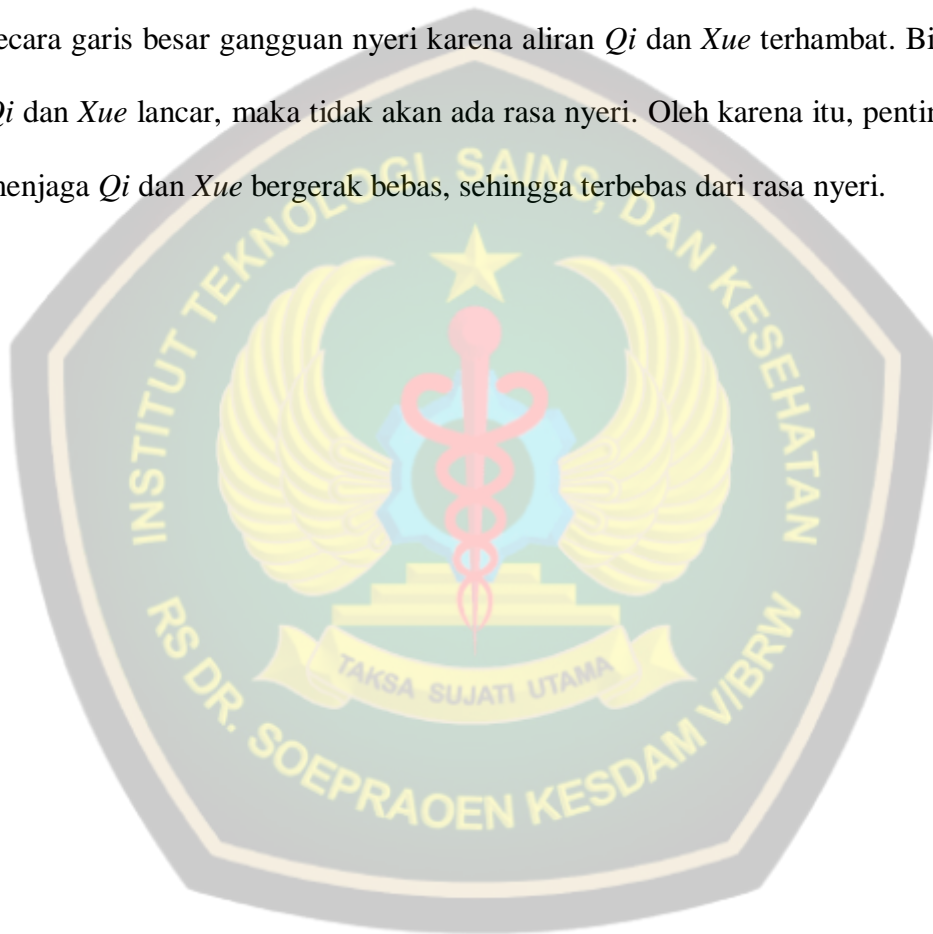 ecara garis besar gangguan nyeri karena aliran Qi dan Xue terhambat. Bi
Qi dan Xue lancar, maka tidak akan ada rasa nyeri. Oleh karena itu, pentin
menjaga Qi dan Xue bergerak bebas, sehingga terbebas dari rasa nyeri.
INSTITUT TEKNOLOGI, SAINS, DAN KESEHATAN
TAKSA SUJATI UTAMA
RS DR. SOEPRAOEN KESDAM V/BRW